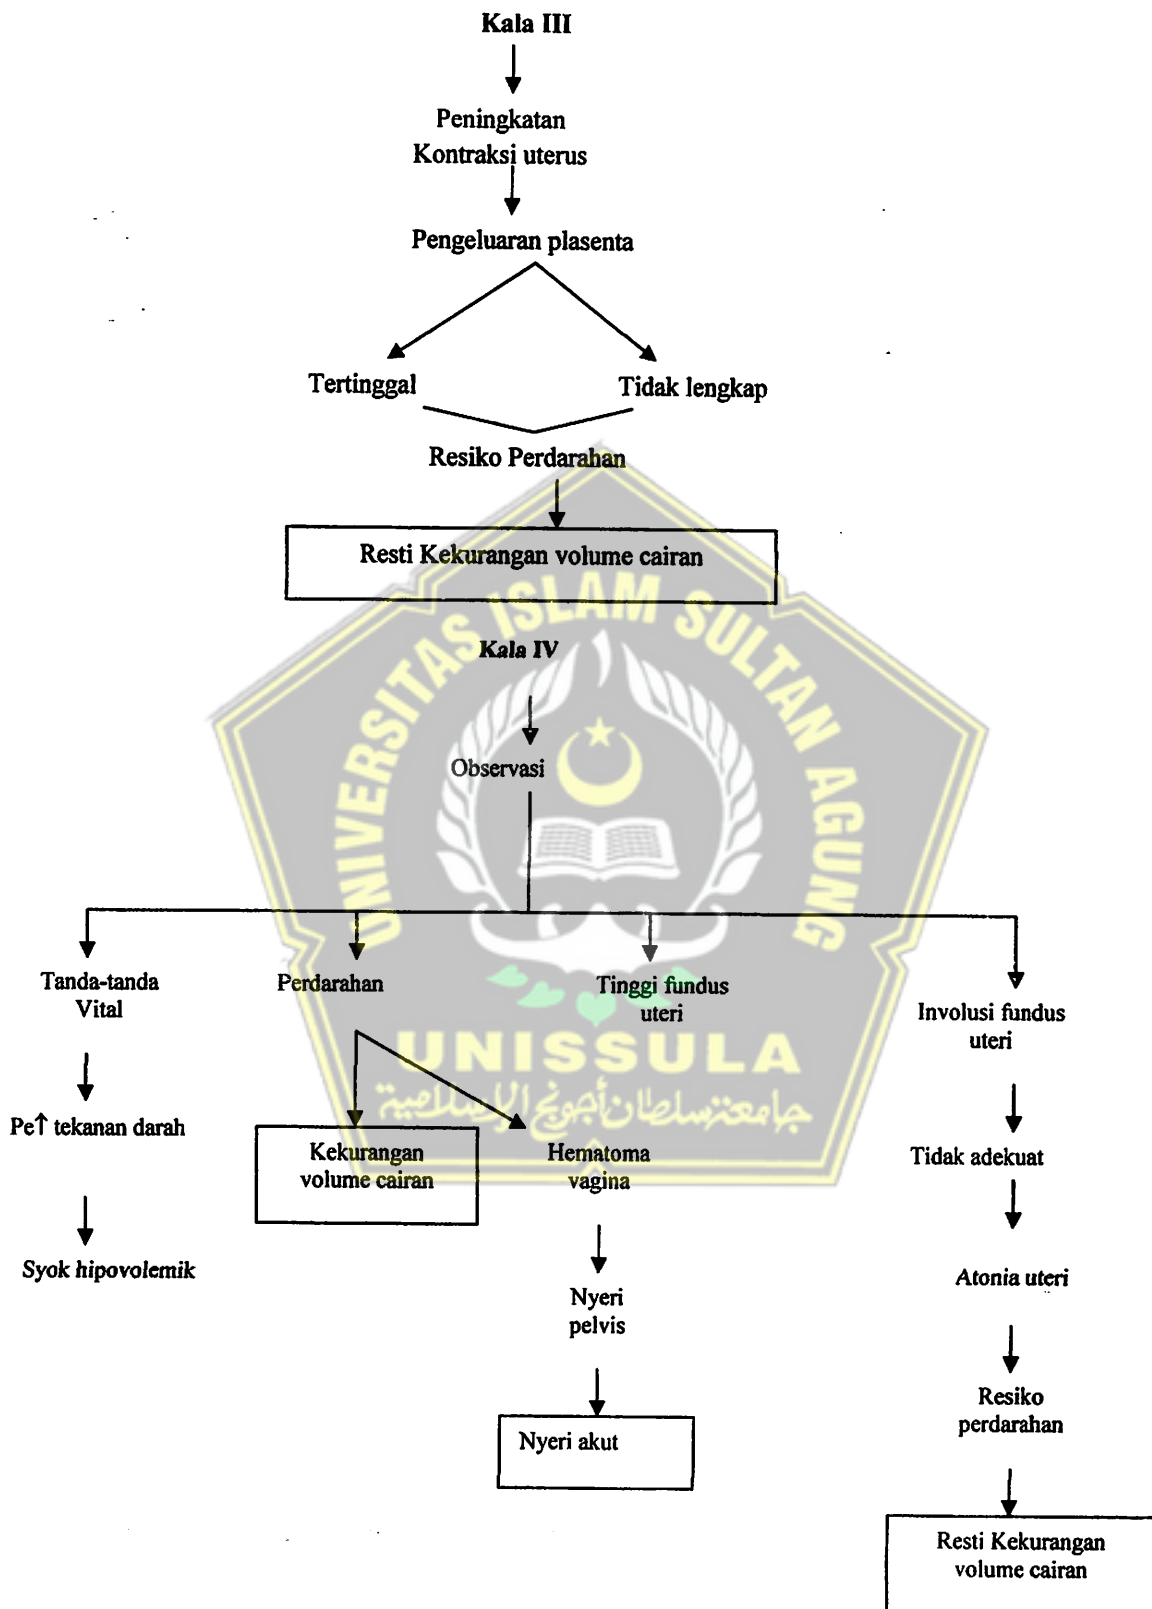 Kala III
Peningkatan
Kontraksi uterus
Pengeluaran plasenta
Tertinggal
Tidak lengkap
Resiko Perdarahan
Resti Kekurangan volume cairan
UNIVERSITAS ISLAM SULTAN AGUNG
Kala IV
Observasi
Tanda-tanda
Vital
Perdarahan
Tinggi fundus
uteri
Involusi fundus
uteri
UNISSULA
جامعة سلطان أجونج الإسلامية
Pe↑ tekanan darah
Kekurangan
volume cairan
Hematoma
vagina
Tidak adekuat
Syok hipovolemik
Nyeri
pelvis
Atonia uteri
Resiko
perdarahan
Nyeri akut
Resti Kekurangan
volume cairan